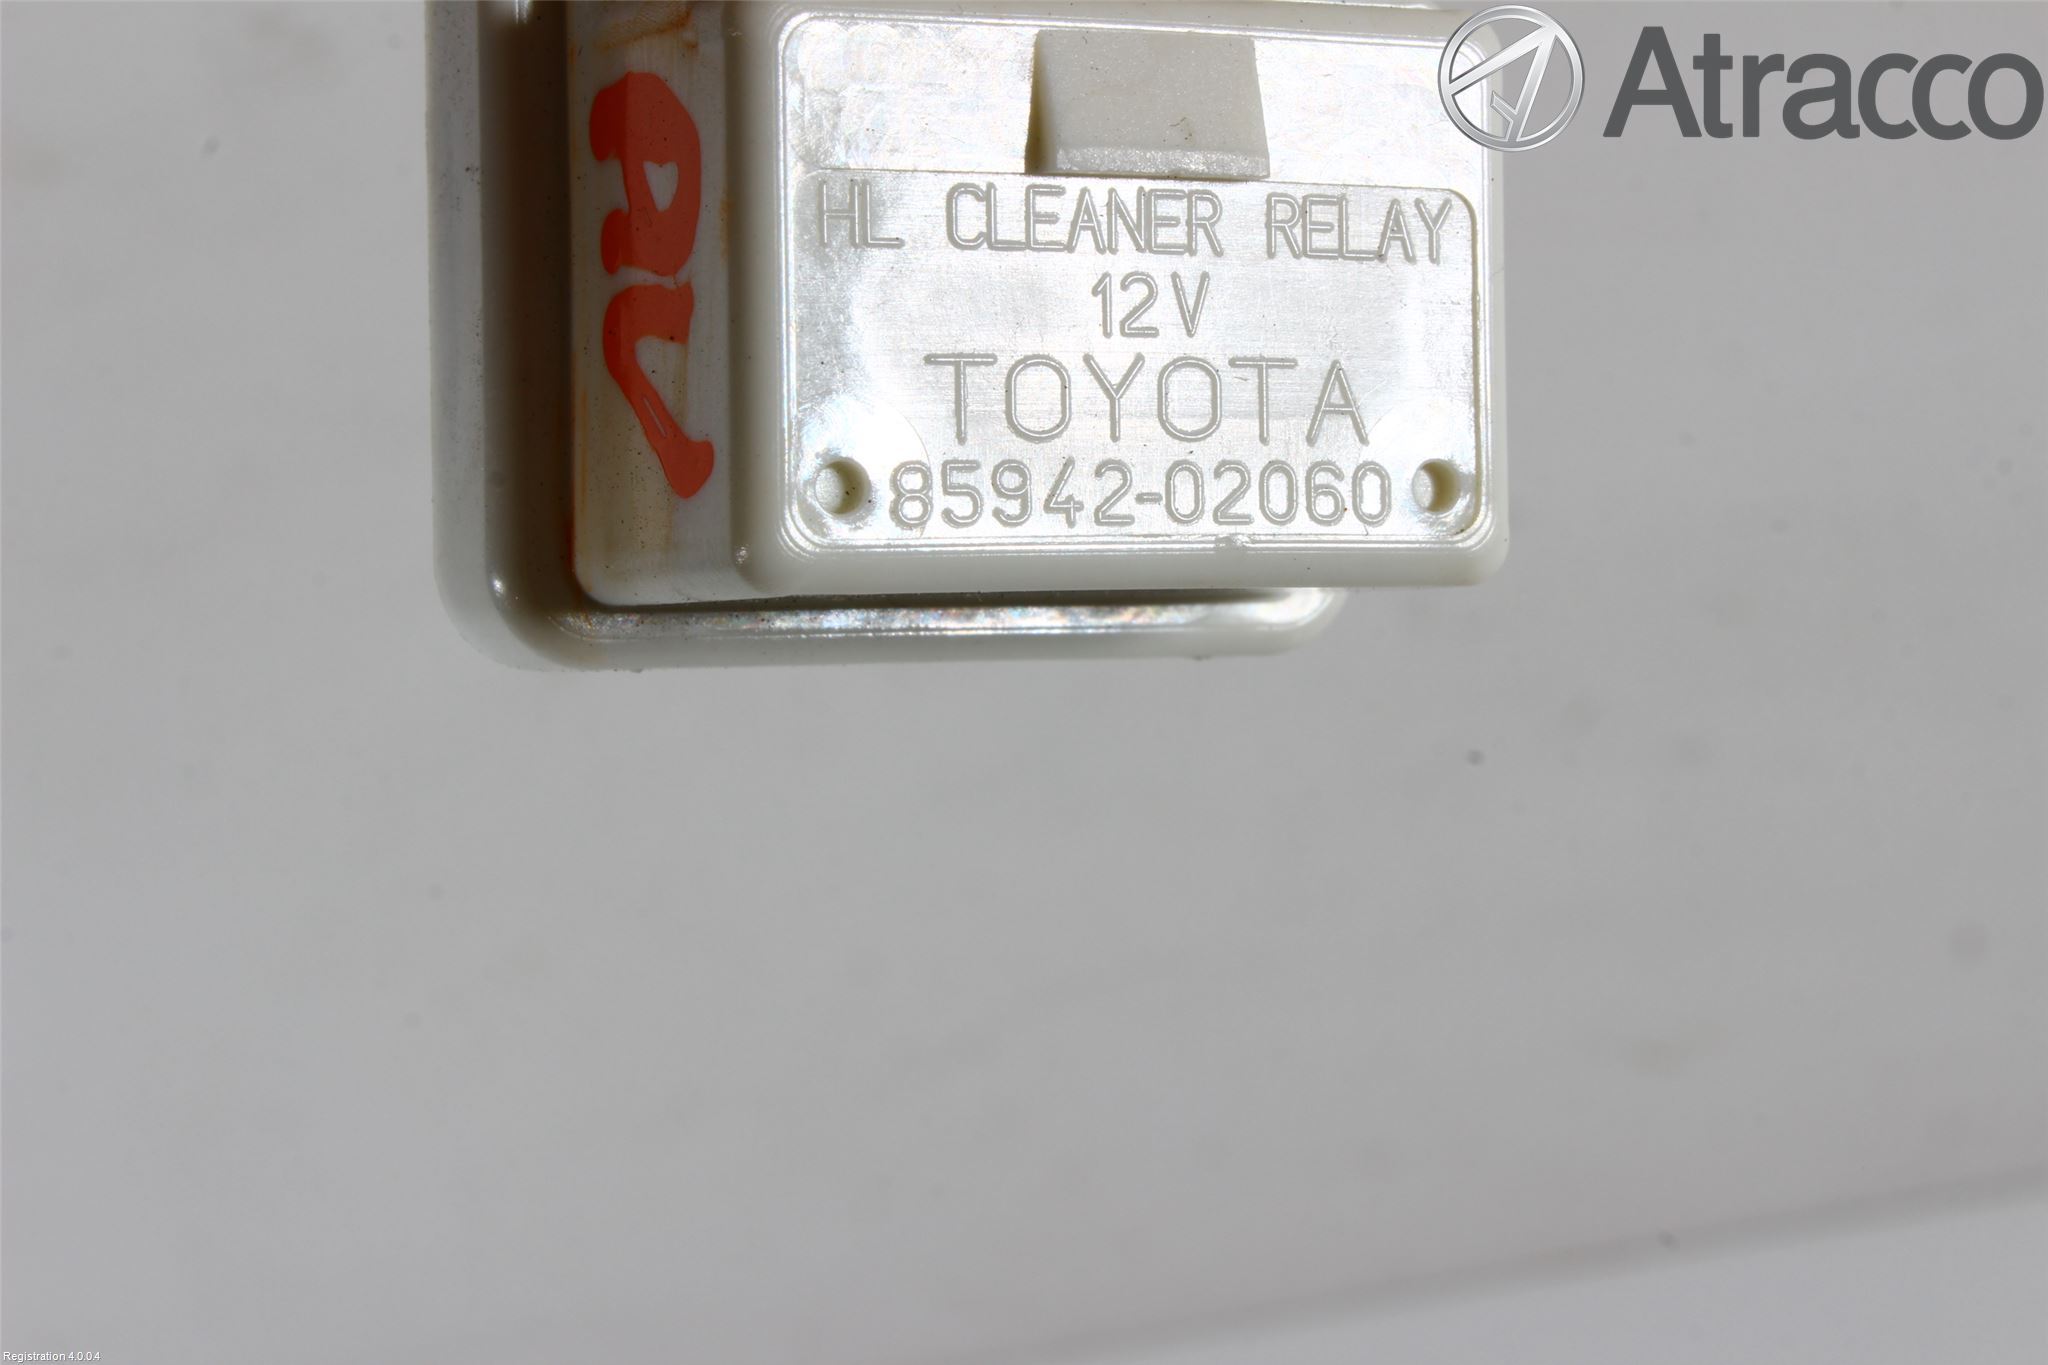 Atracco
HL CLEANER RELAY
12V
TOYOTA
85942-02060
Registration 4.0.0.4